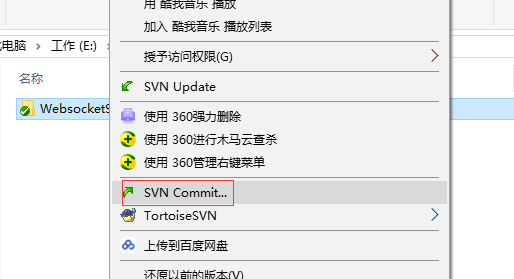 用 酷我音乐 播放
加入 酷我音乐 播放列表
电脑 › 工作 (E:) ›
授予访问权限(G)
名称
SVN Update
WebsocketS
使用 360强力删除
使用 360进行木马云查杀
使用 360管理右键菜单
SVN Commit...
TortoiseSVN
上传到百度网盘
还原以前的版本(V)